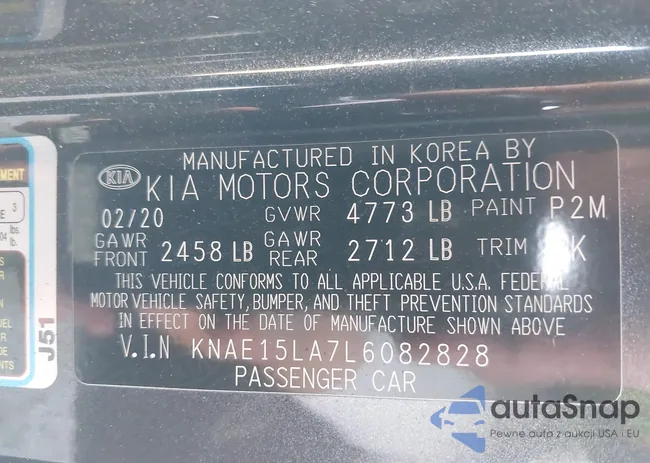 MANUFACTURED IN KOREA BY
KIA KIA MOTORS CORPORATION
02/20 GVWR 4773 LB PAINT P2M
GAWR FRONT 2458 LB GAWR REAR 2712 LB TRIM
THIS VEHICLE CONFORMS TO ALL APPLICABLE U.S.A. FEDERAL
MOTOR VEHICLE SAFETY, BUMPER, AND THEFT PREVENTION STANDARDS
IN EFFECT ON THE DATE OF MANUFACTURE SHOWN ABOVE
V.I.N KNAE15LA7L6082828
PASSENGER CAR
J51
3
lbs.
lb.
autoSnap
Pewne auta z aukcji USA i EU